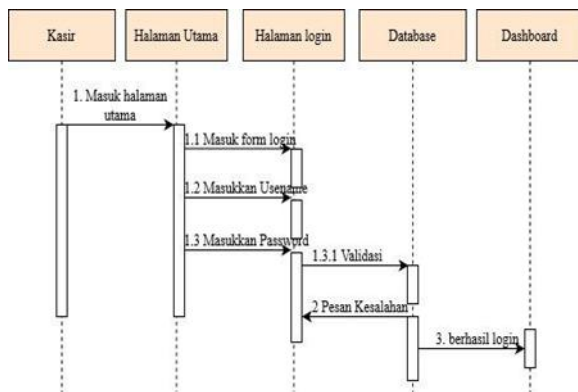 Kasir
Halaman Utama
Halaman login
Database
Dashboard
1. Masuk halaman
utama
1.1 Masuk form login
1.2 Masukkan Usename
1.3 Masukkan Password
1.3.1 Validasi
2 Pesan Kesalahan
3. berhasil login